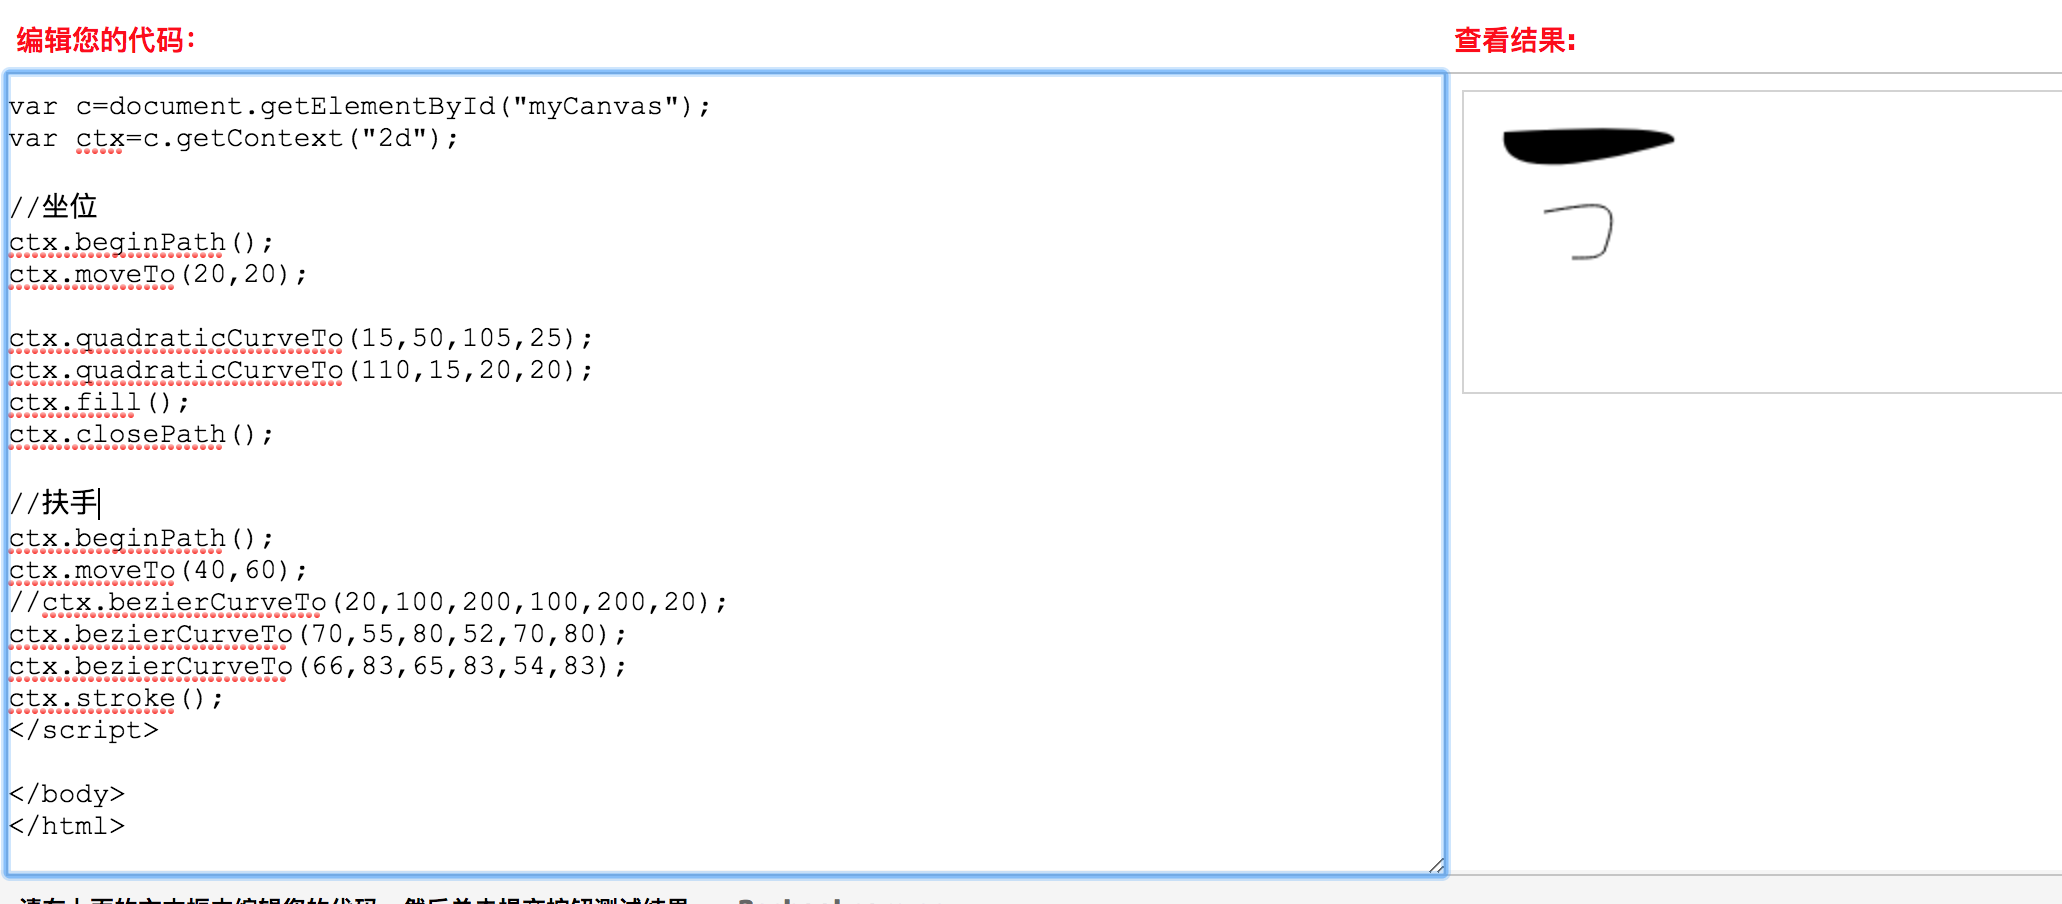 编辑您的代码：
查看结果:
var c=document.getElementById("myCanvas");
var ctx=c.getContext("2d");
//坐位
ctx.beginPath();
ctx.moveTo(20,20);
ctx.quadraticCurveTo(15,50,105,25);
ctx.quadraticCurveTo(110,15,20,20);
ctx.fill();
ctx.closePath();
//扶手
ctx.beginPath();
ctx.moveTo(40,60);
//ctx.bezierCurveTo(20,100,200,100,200,20);
ctx.bezierCurveTo(70,55,80,52,70,80);
ctx.bezierCurveTo(66,83,65,83,54,83);
ctx.stroke();
</script>
</body>
</html>